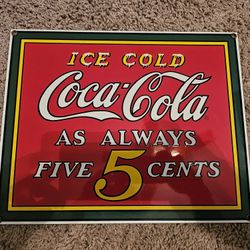 ICE COLD
Coca-Cola
AS ALWAYS
FIVE 5 CENTS